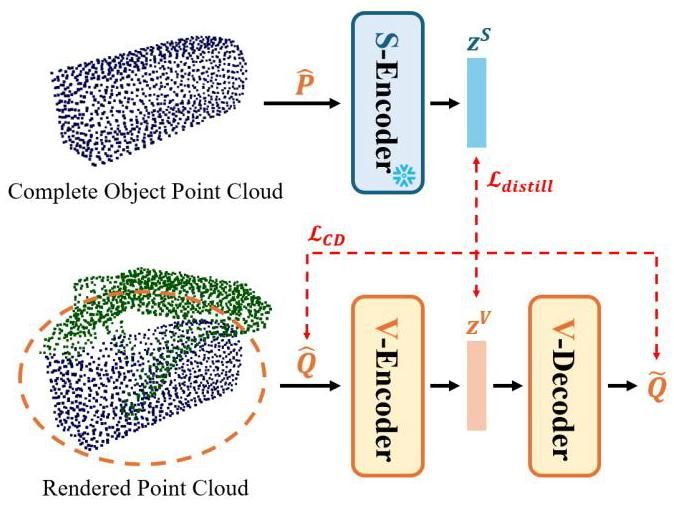 P̂
S-Encoder
z^S
Complete Object Point Cloud
ℒ_distill
ℒ_CD
Q̂
V-Encoder
z^V
V-Decoder
Q̃
Rendered Point Cloud